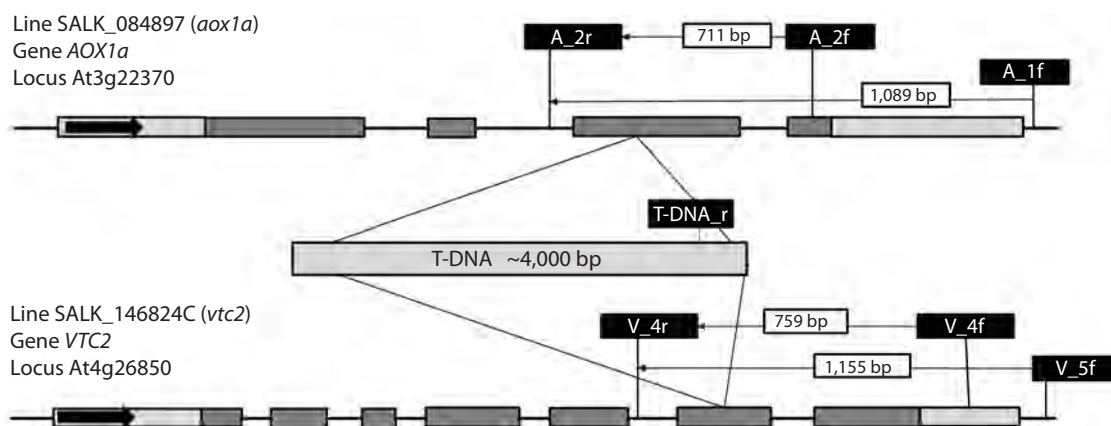 Line SALK_084897 (aox1a)
Gene AOX1a
Locus At3g22370
A_2r
711 bp
A_2f
A_1f
1,089 bp
T-DNA_r
T-DNA ~4,000 bp
Line SALK_146824C (vtc2)
Gene VTC2
Locus At4g26850
V_4r
759 bp
V_4f
1,155 bp
V_5f